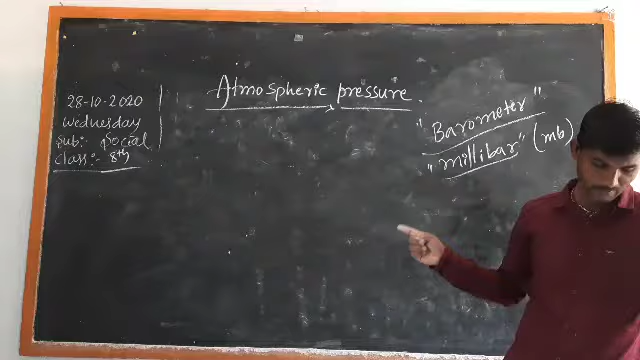 28-10-2020
wednesday
sub:- Social
class:- 8th
Atmospheric pressure
"Barometer"
"millibar" (mb)